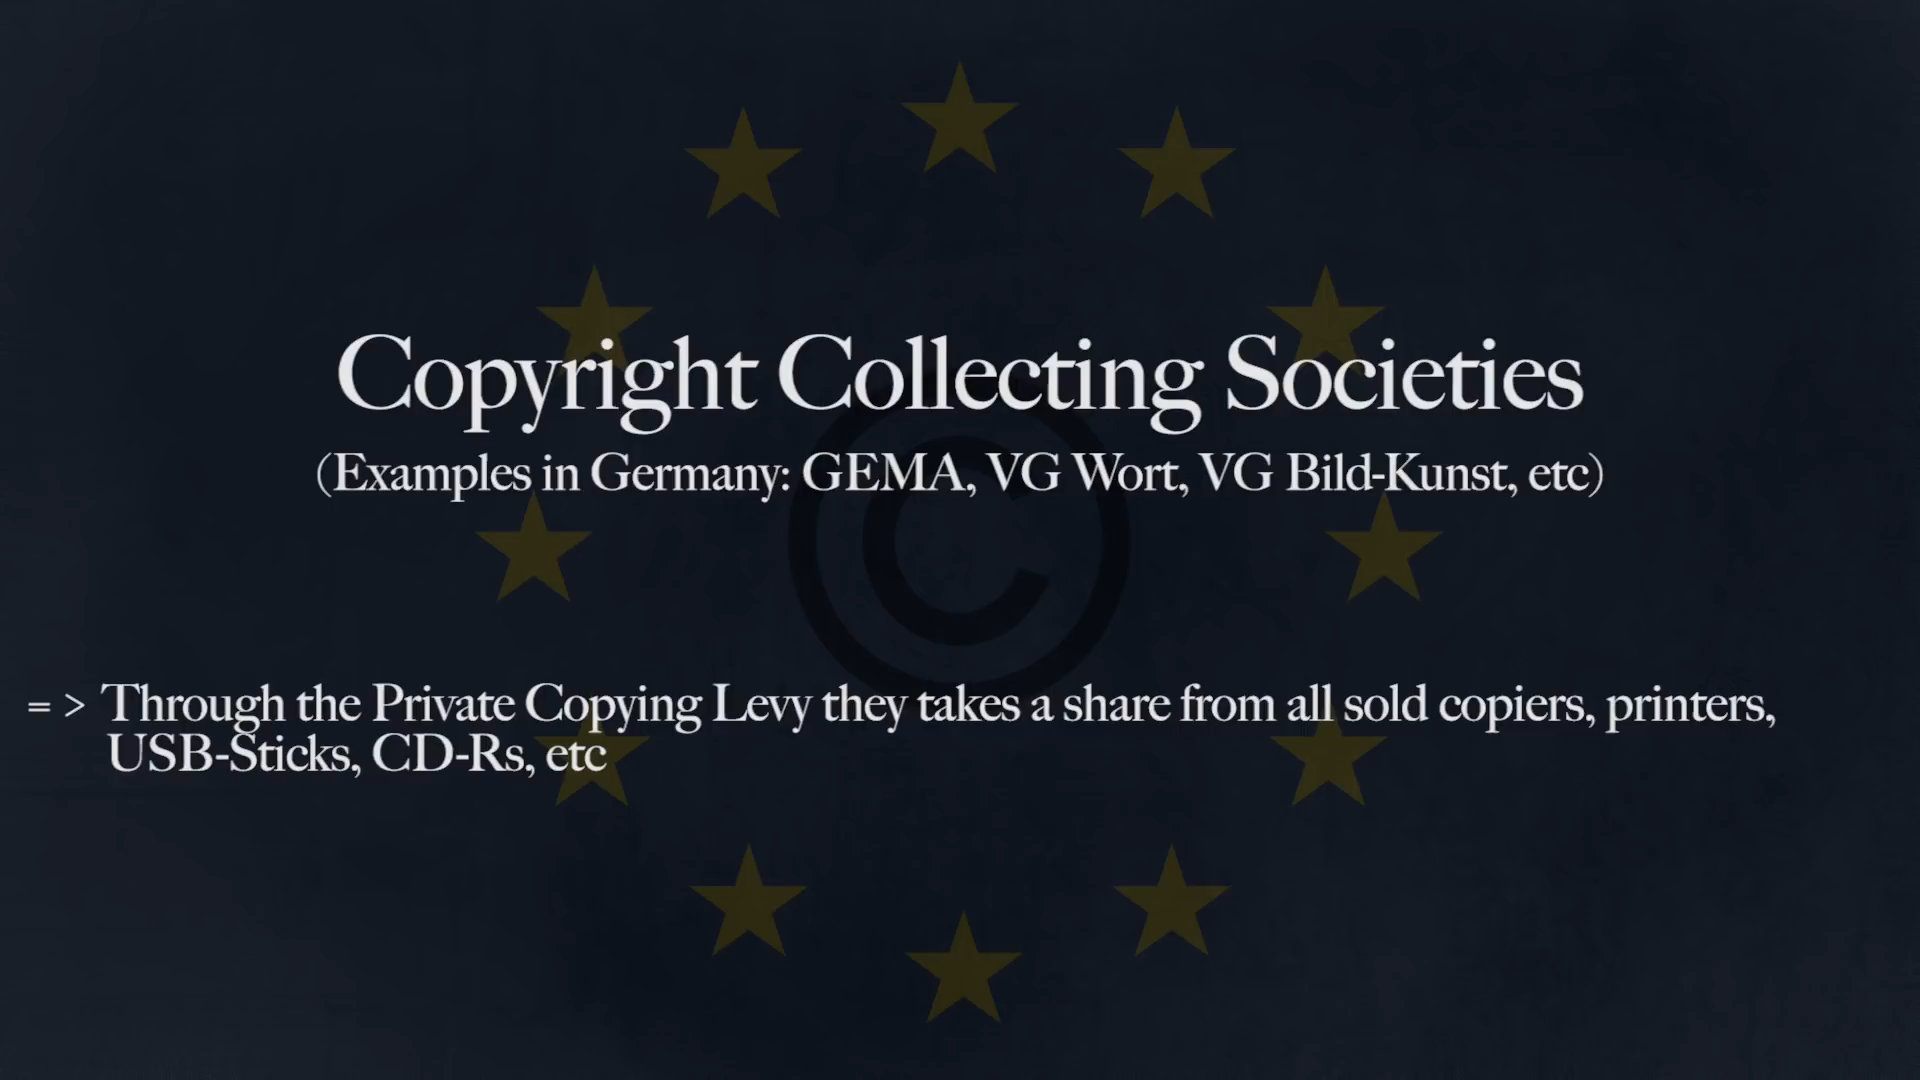 Copyright Collecting Societies
(Examples in Germany: GEMA, VG Wort, VG Bild-Kunst, etc)
©
= > Through the Private Copying Levy they takes a share from all sold copiers, printers,
USB-Sticks, CD-Rs, etc